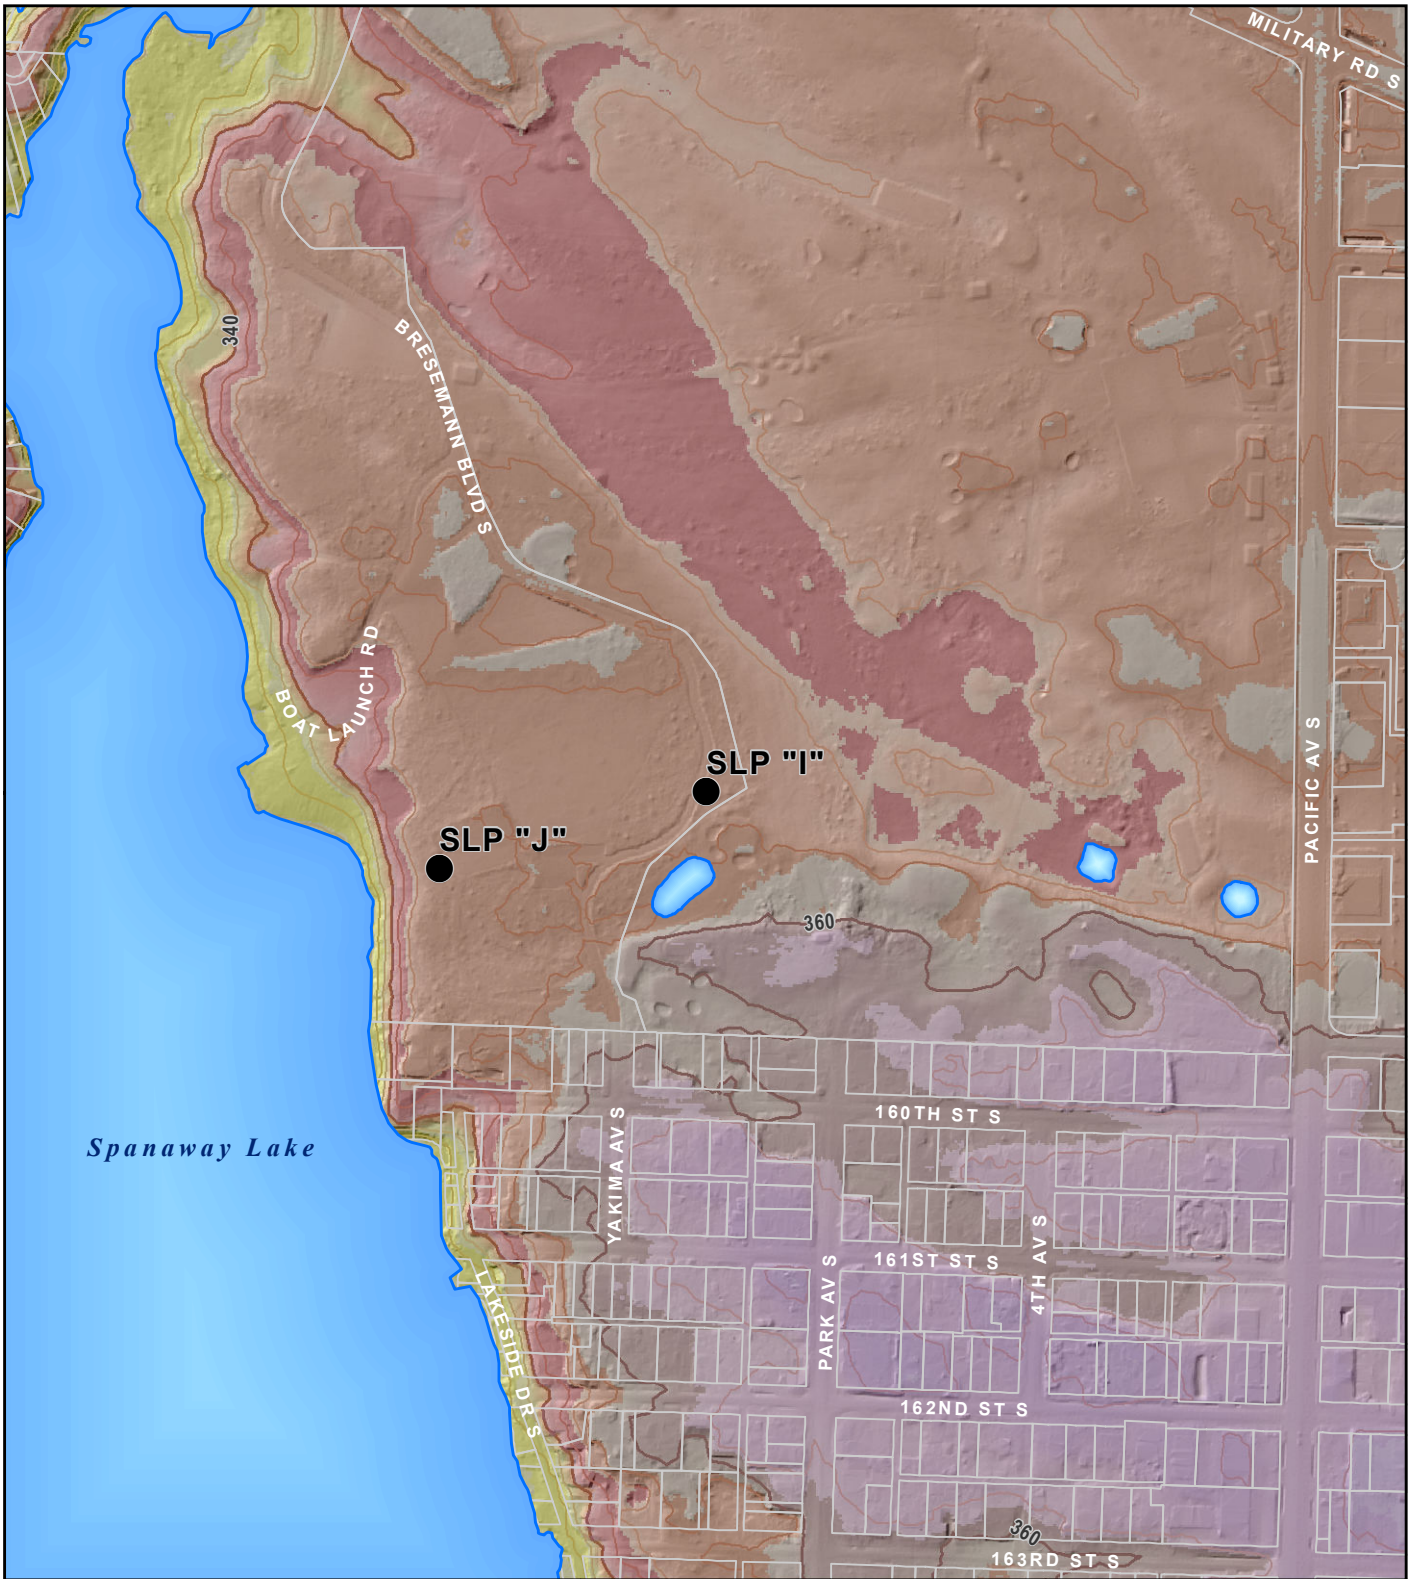 MILITARY RD S
340
BRESEMANN BLVD S
BOAT LAUNCH RD
PACIFIC AV S
SLP "I"
SLP "J"
360
160TH ST S
YAKIMA AV S
Spanaway Lake
161ST ST S
4TH AV S
PARK AV S
LAKESIDE DR S
162ND ST S
360
163RD ST S